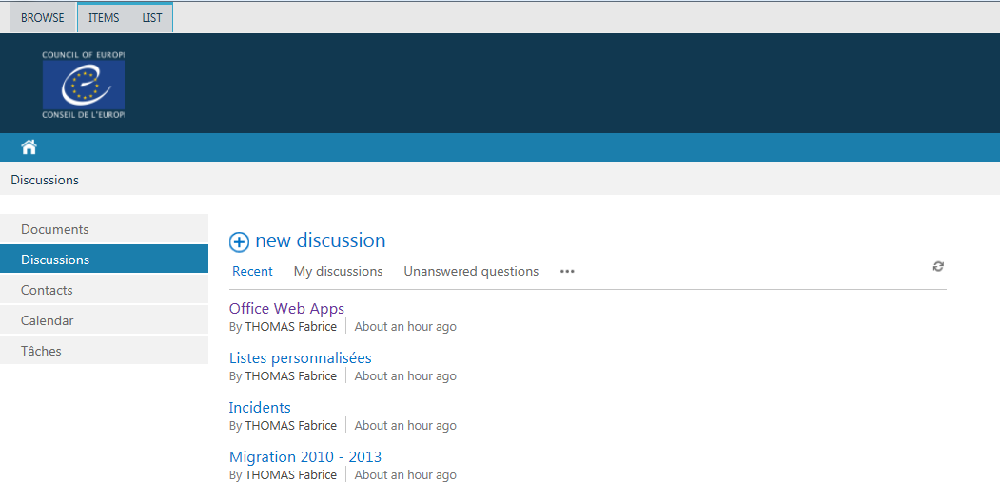 BROWSE ITEMS LIST
COUNCIL OF EUROP
CONSEIL DE L'EUROP
Discussions
Documents
Discussions
Contacts
Calendar
Tâches
new discussion
Recent My discussions Unanswered questions •••
Office Web Apps
By THOMAS Fabrice About an hour ago
Listes personnalisées
By THOMAS Fabrice About an hour ago
Incidents
By THOMAS Fabrice About an hour ago
Migration 2010 - 2013
By THOMAS Fabrice About an hour ago